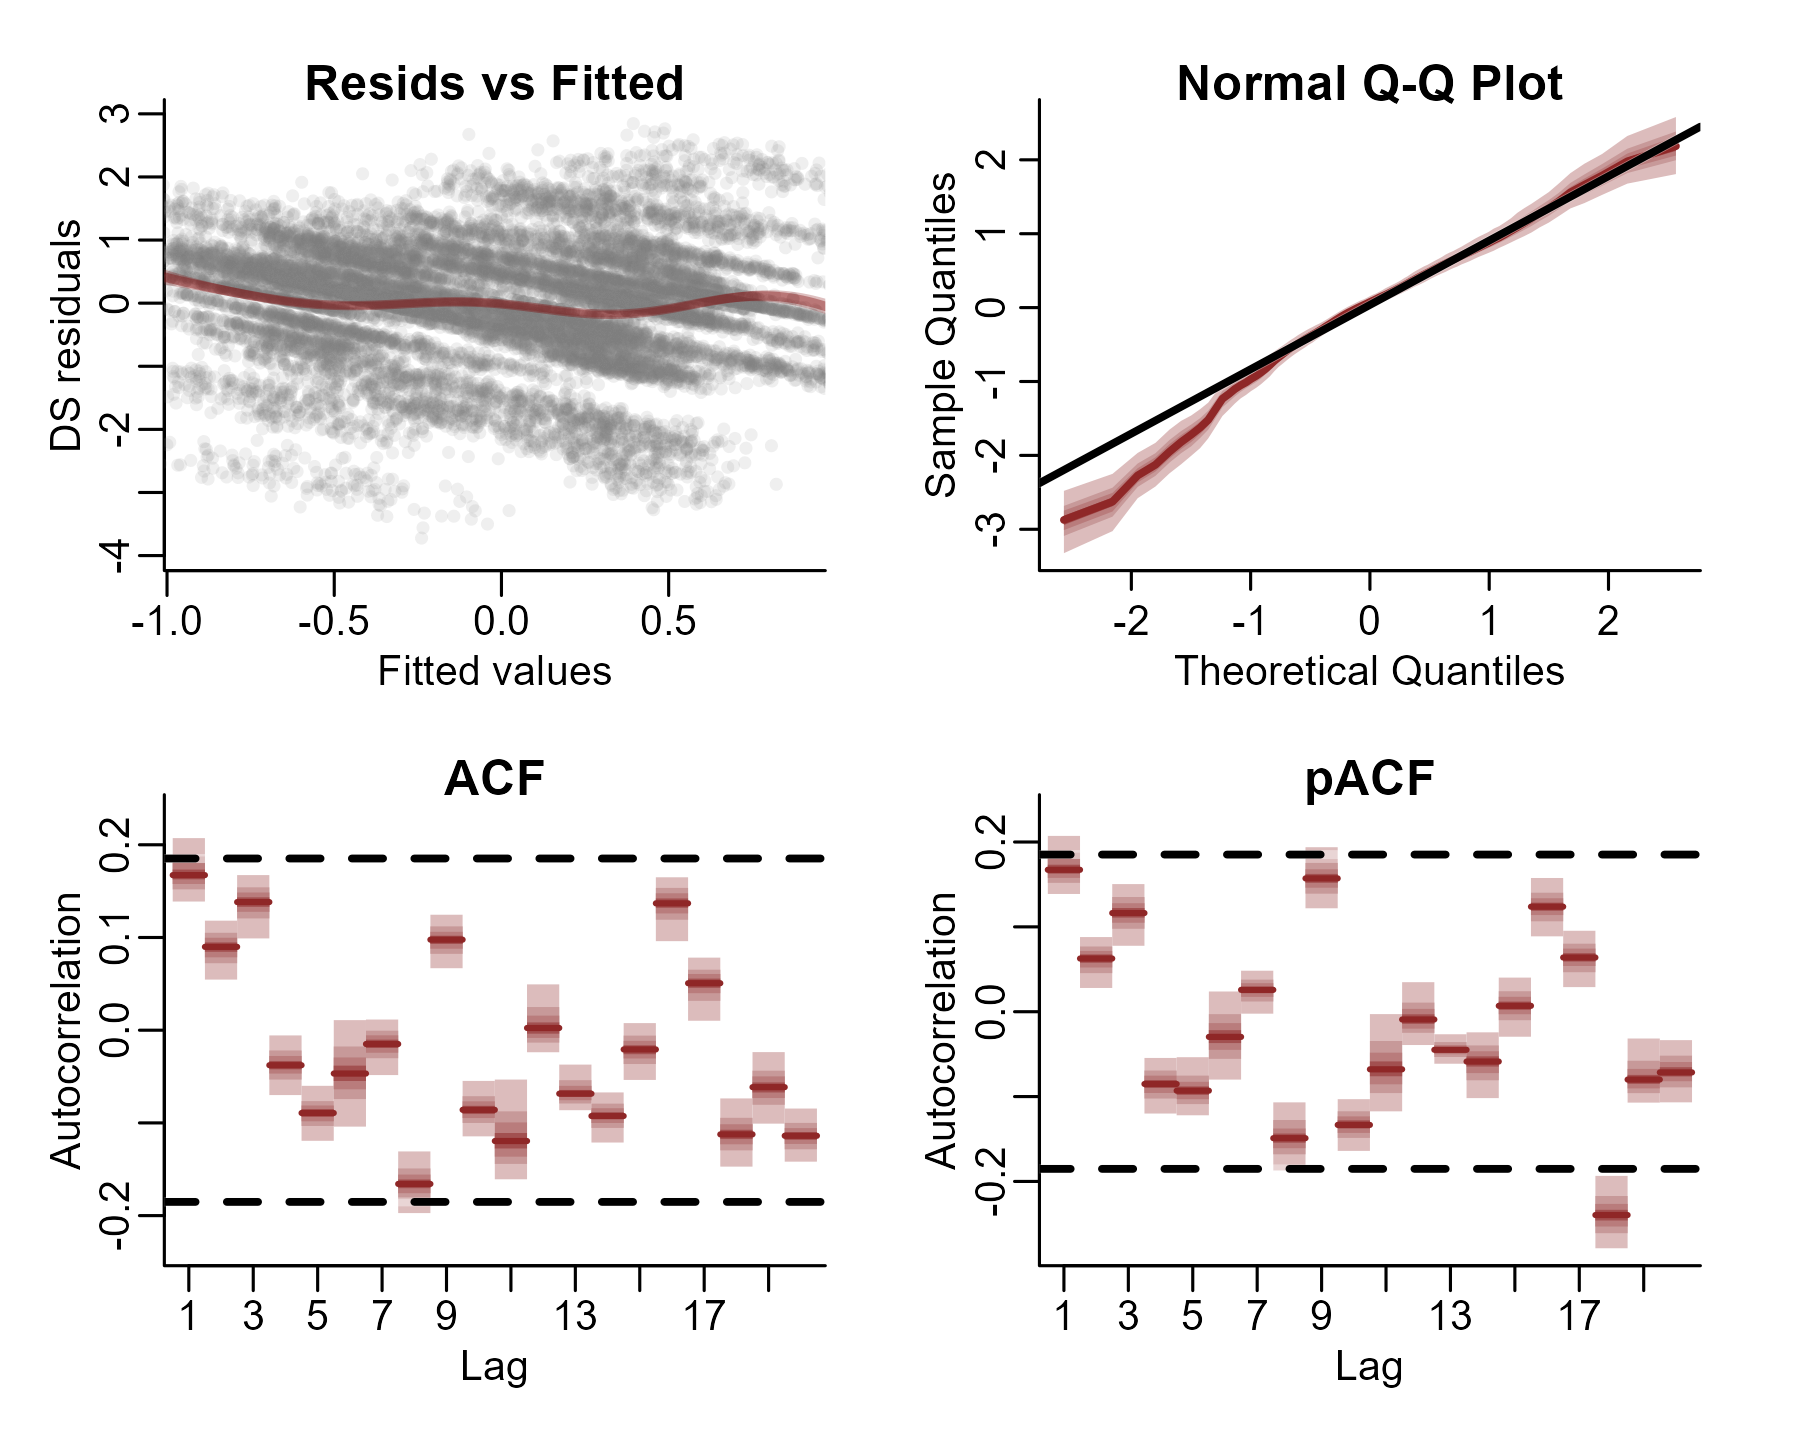 Resids vs Fitted
DS residuals
3
2
1
0
-2
-4
-1.0 -0.5 0.0 0.5
Fitted values
Normal Q-Q Plot
Sample Quantiles
2
1
0
-1
-2
-3
-2 -1 0 1 2
Theoretical Quantiles
ACF
Autocorrelation
0.2
0.1
0.0
-0.2
1 3 5 7 9 13 17
Lag
pACF
Autocorrelation
0.2
0.0
-0.2
1 3 5 7 9 13 17
Lag